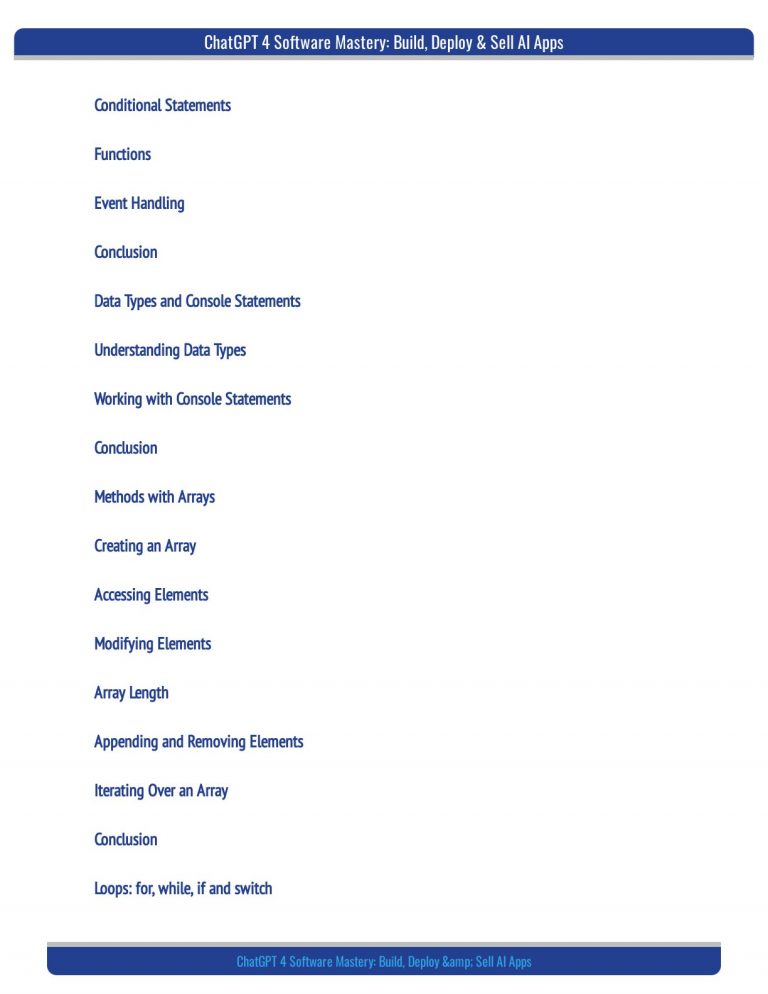 ChatGPT 4 Software Mastery: Build, Deploy & Sell AI Apps
Conditional Statements
Functions
Event Handling
Conclusion
Data Types and Console Statements
Understanding Data Types
Working with Console Statements
Conclusion
Methods with Arrays
Creating an Array
Accessing Elements
Modifying Elements
Array Length
Appending and Removing Elements
Iterating Over an Array
Conclusion
Loops: for, while, if and switch
ChatGPT 4 Software Mastery: Build, Deploy &amp; Sell AI Apps